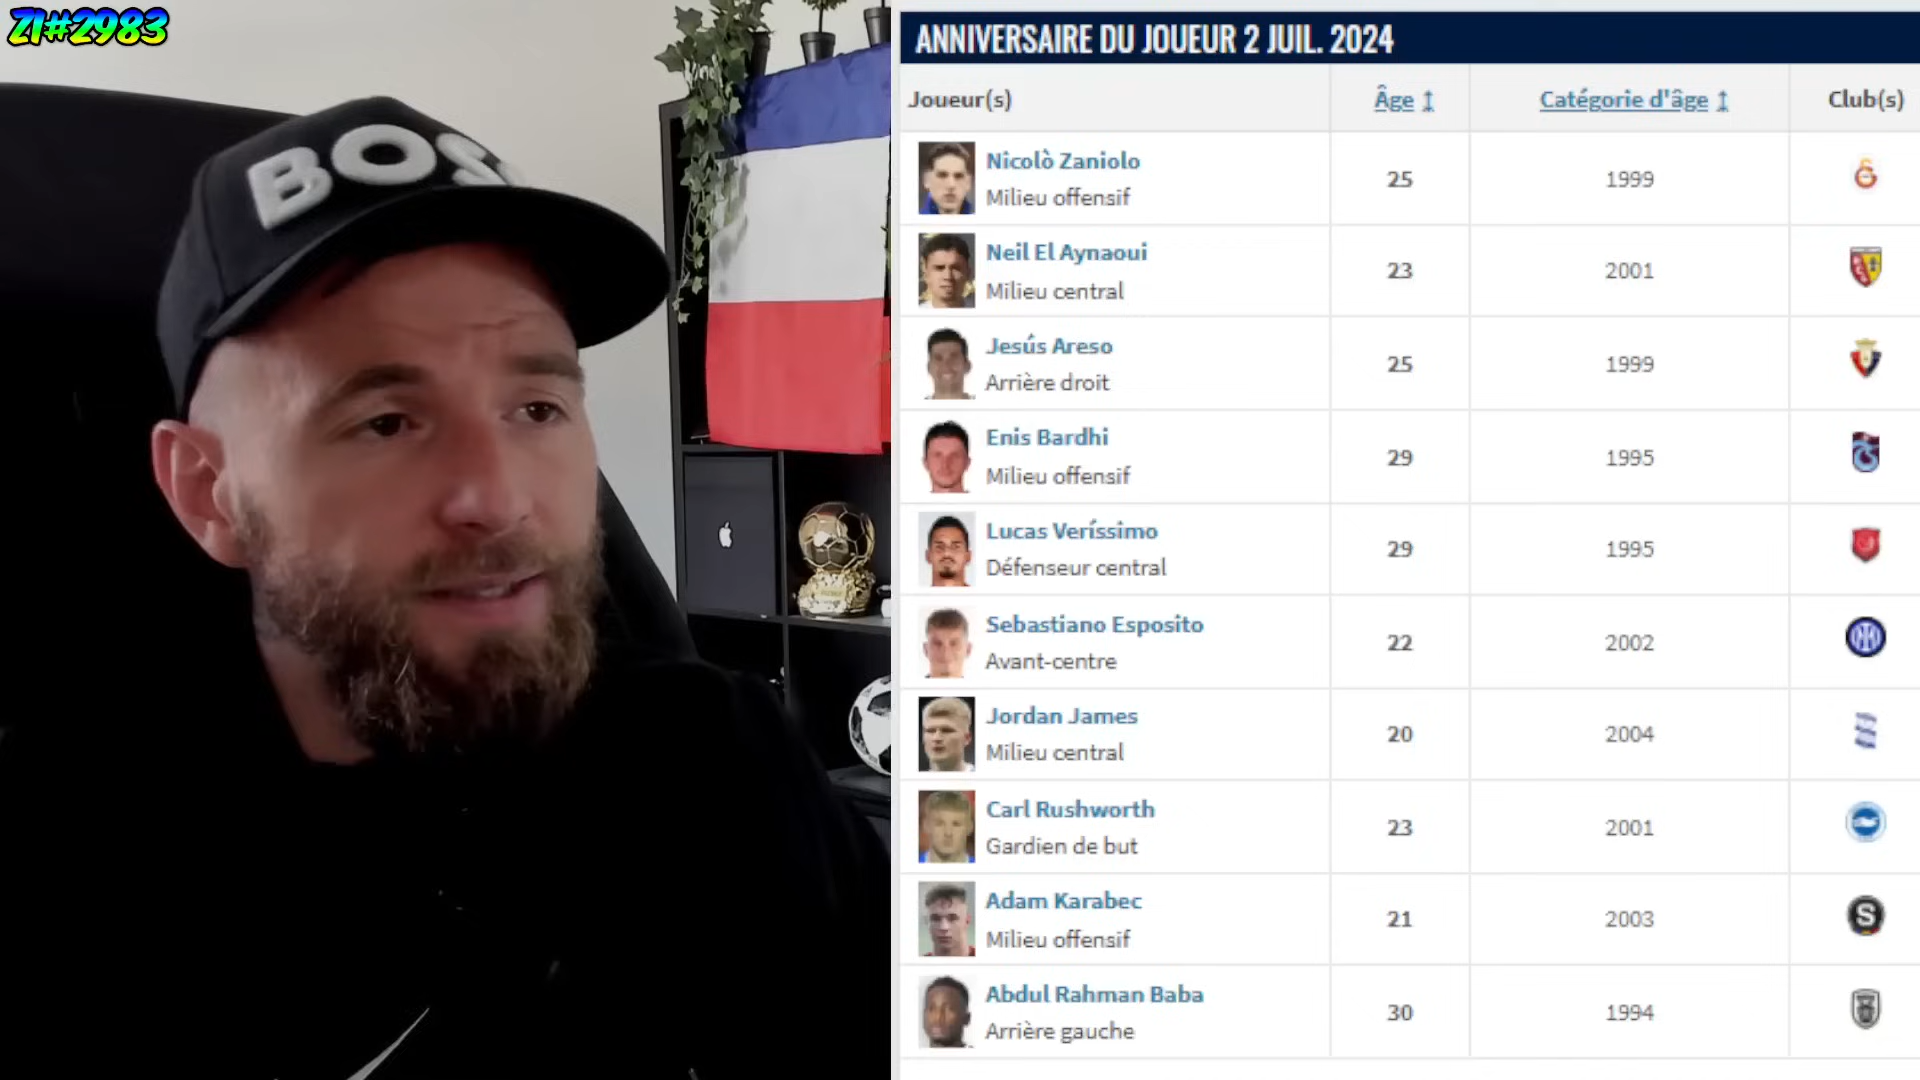 ZI#2983
BOSS
ANNIVERSAIRE DU JOUEUR 2 JUIL. 2024
Joueur(s) Âge ↕ Catégorie d'âge ↕ Club(s)
Nicolò Zaniolo
Milieu offensif
25 1999
Neil El Aynaoui
Milieu central
23 2001
Jesús Areso
Arrière droit
25 1999
Enis Bardhi
Milieu offensif
29 1995
Lucas Veríssimo
Défenseur central
29 1995
Sebastiano Esposito
Avant-centre
22 2002
Jordan James
Milieu central
20 2004
Carl Rushworth
Gardien de but
23 2001
Adam Karabec
Milieu offensif
21 2003
S
Abdul Rahman Baba
Arrière gauche
30 1994